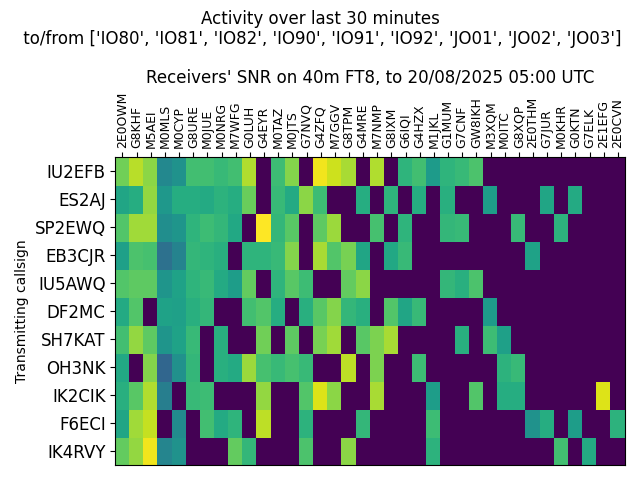 Activity over last 30 minutes
to/from ['IO80', 'IO81', 'IO82', 'IO90', 'IO91', 'IO92', 'JO01', 'JO02', 'JO03']
Receivers' SNR on 40m FT8, to 20/08/2025 05:00 UTC
2E0OWM
G8KHF
M5AEI
M0MLS
M0CYP
G8URE
M0JUE
M0NRG
M7WFG
G0LUH
G4EYR
M0TAZ
M0JTS
G7NVQ
G4ZFQ
M7GGV
G8TPM
G4MRE
M7NMP
G8IXM
G6IQI
G4HZX
M1JKL
G1MUM
G7CNF
GW8IKH
M3XQM
M0ITC
G8XQP
2E0THM
G7JUR
M0KHR
G0KTN
G7ELK
2E1EFG
2E0CVN
Transmitting callsign
IU2EFB
ES2AJ
SP2EWQ
EB3CJR
IU5AWQ
DF2MC
SH7KAT
OH3NK
IK2CIK
F6ECI
IK4RVY